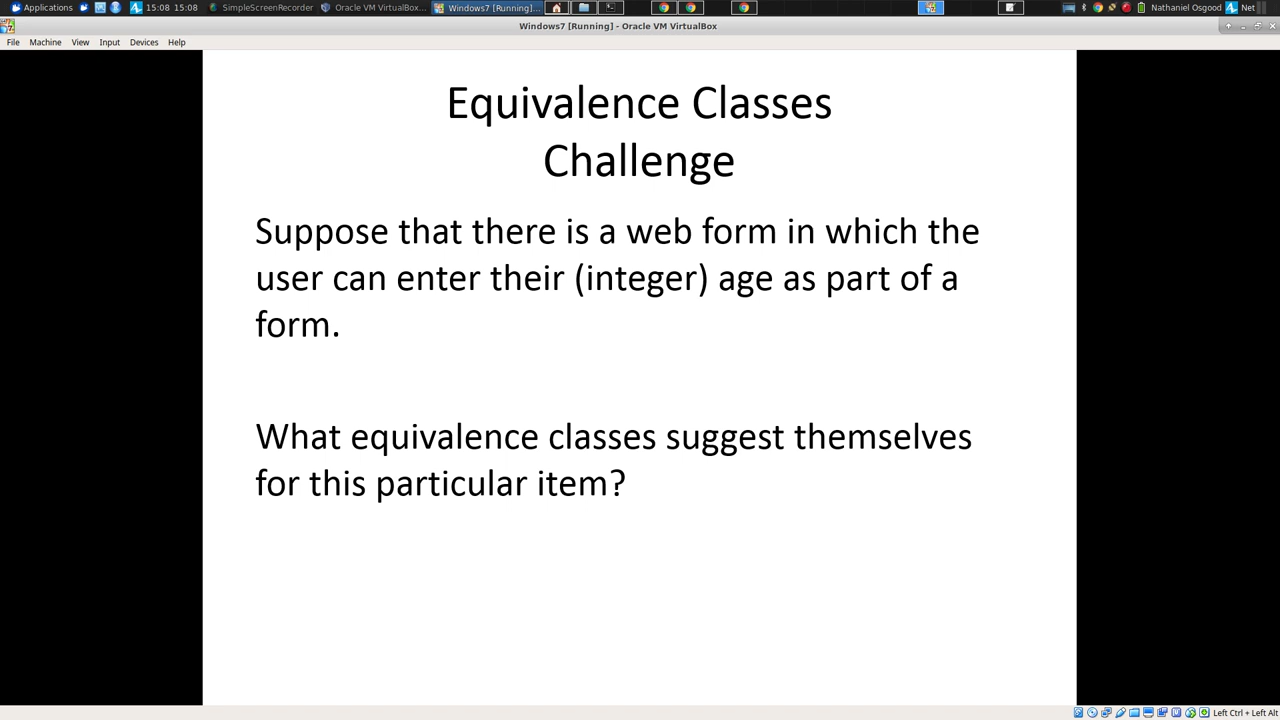 Applications 15:08 15:08 SimpleScreenRecorder Oracle VM VirtualBox... Windows7 [Running]... Nathaniel Osgood Net
Windows7 [Running] - Oracle VM VirtualBox
File Machine View Input Devices Help
Equivalence Classes
Challenge
Suppose that there is a web form in which the
user can enter their (integer) age as part of a
form.
What equivalence classes suggest themselves
for this particular item?
Left Ctrl + Left Alt